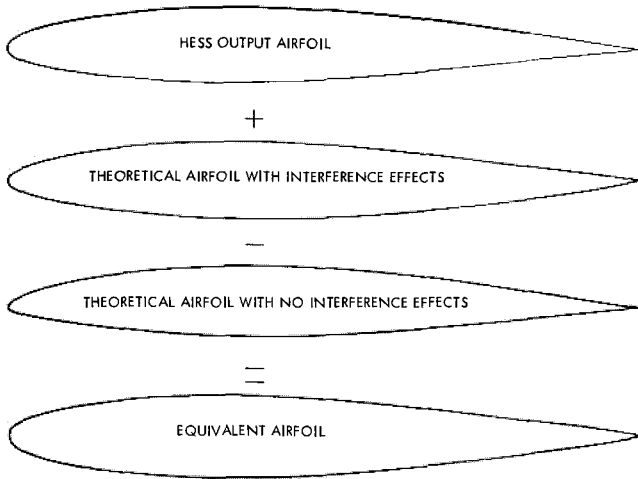 HESS OUTPUT AIRFOIL
+
THEORETICAL AIRFOIL WITH INTERFERENCE EFFECTS
−
THEORETICAL AIRFOIL WITH NO INTERFERENCE EFFECTS
=
EQUIVALENT AIRFOIL